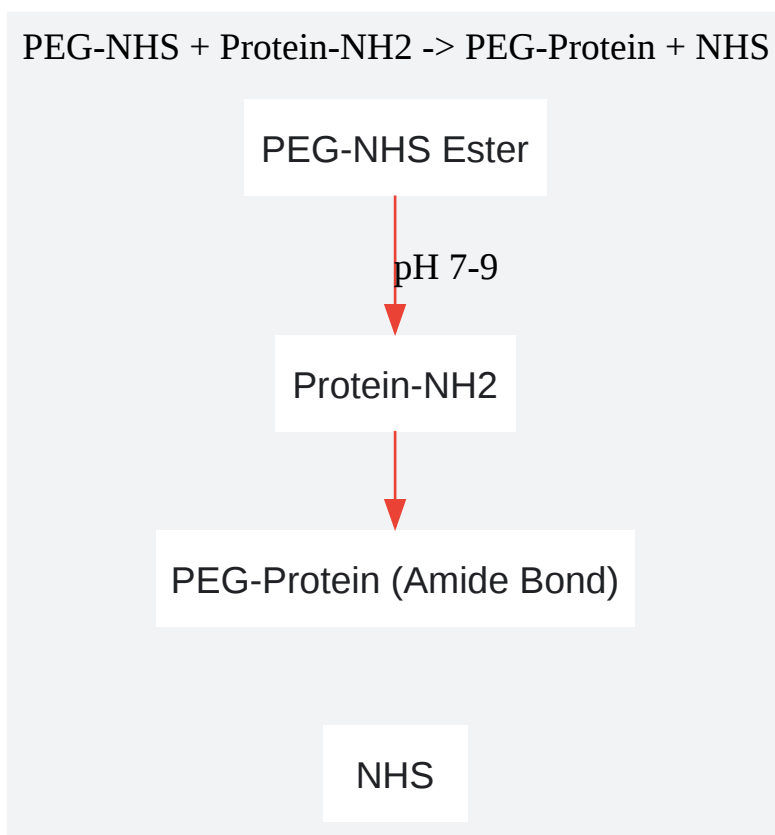 PEG-NHS + Protein-NH2 -> PEG-Protein + NHS
PEG-NHS Ester
pH 7-9
Protein-NH2
PEG-Protein (Amide Bond)
NHS